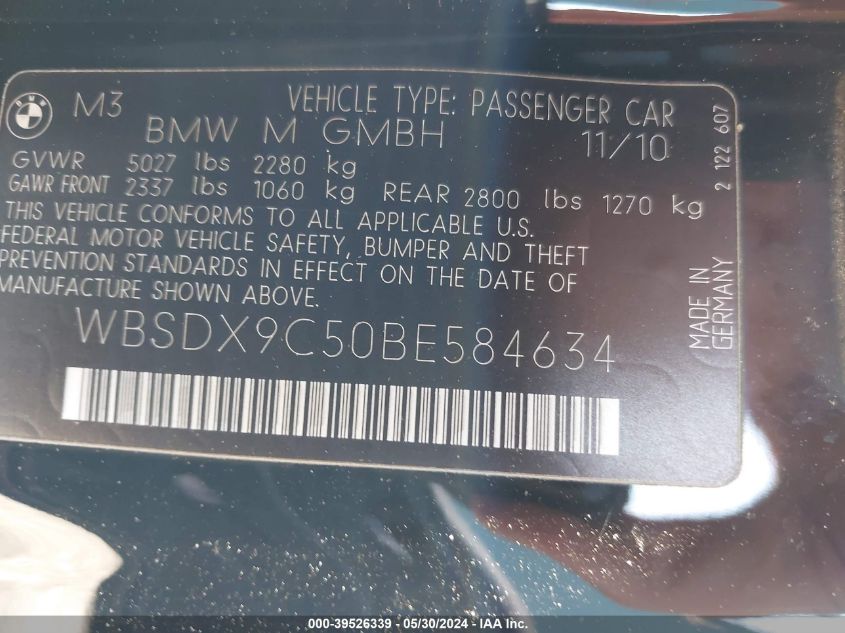 BMW
M3
VEHICLE TYPE: PASSENGER CAR
BMW M GMBH
11/10
GVWR 5027 lbs 2280 kg
GAWR FRONT 2337 lbs 1060 kg REAR 2800 lbs 1270 kg
THIS VEHICLE CONFORMS TO ALL APPLICABLE U.S.
FEDERAL MOTOR VEHICLE SAFETY, BUMPER AND THEFT
PREVENTION STANDARDS IN EFFECT ON THE DATE OF
MANUFACTURE SHOWN ABOVE.
WBSDX9C50BE584634
2 122 607
MADE IN
GERMANY
000-39526339 - 05/30/2024 - IAA Inc.